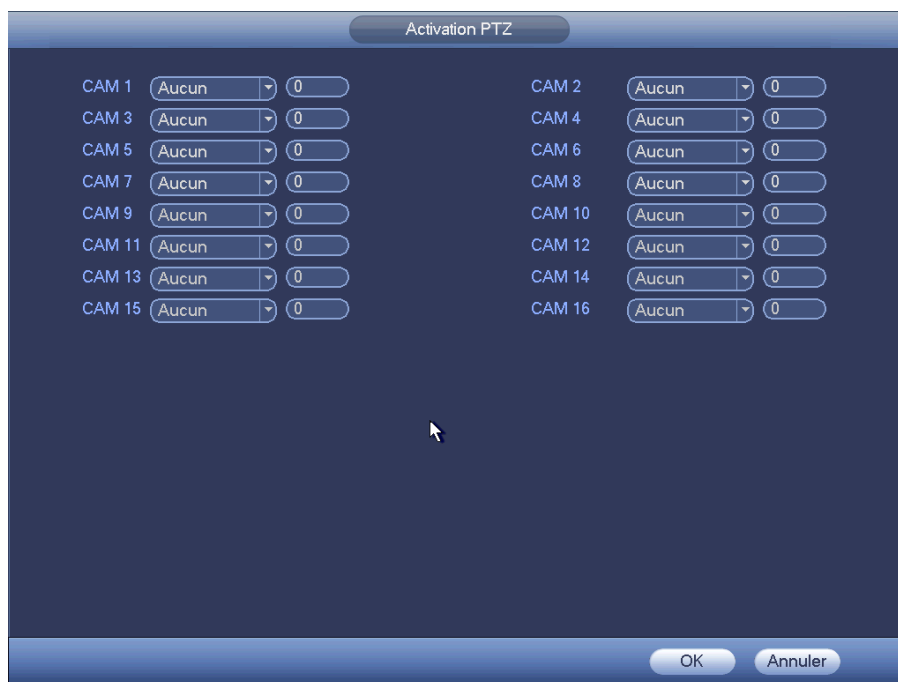 Activation PTZ
CAM 1 Aucun 0 CAM 2 Aucun 0
CAM 3 Aucun 0 CAM 4 Aucun 0
CAM 5 Aucun 0 CAM 6 Aucun 0
CAM 7 Aucun 0 CAM 8 Aucun 0
CAM 9 Aucun 0 CAM 10 Aucun 0
CAM 11 Aucun 0 CAM 12 Aucun 0
CAM 13 Aucun 0 CAM 14 Aucun 0
CAM 15 Aucun 0 CAM 16 Aucun 0
OK Annuler